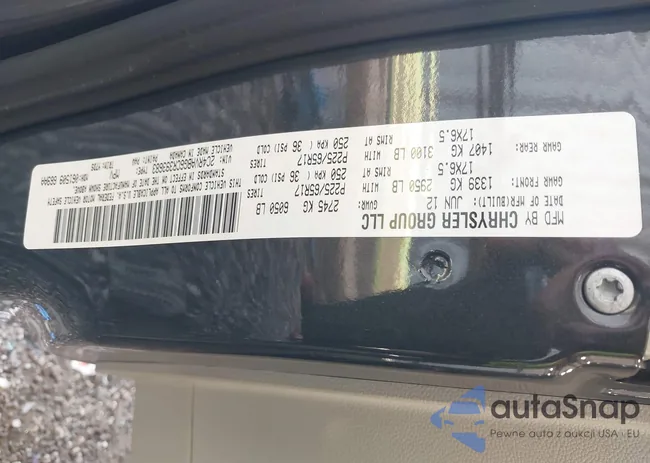 MFD BY CHRYSLER GROUP LLC
DATE OF MFR(BUILT): JUN 12 GVWR: 2745 KG 6050 LB
GAWR FRONT: 1339 KG 2950 LB WITH P225/65R17 TIRES
17X6.5 RIMS AT 250 KPA ( 36 PSI) COLD
GAWR REAR: 1407 KG 3100 LB WITH P225/65R17 TIRES
17X6.5 RIMS AT 250 KPA ( 36 PSI) COLD
THIS VEHICLE CONFORMS TO ALL APPLICABLE U.S.A. FEDERAL MOTOR VEHICLE SAFETY
STANDARDS IN EFFECT ON THE DATE OF MANUFACTURE SHOWN ABOVE.
TYPE: MPV
VEHICLE MADE IN CANADA PAINT:
autoSnap
Pewne auta z aukcji USA i EU